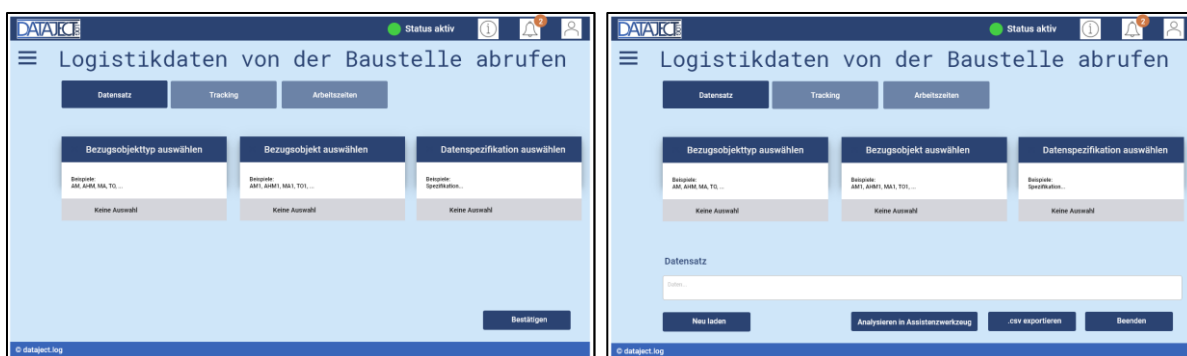 DATAJECT
Status aktiv
2
Logistikdaten von der Baustelle abrufen
Datensatz Tracking Arbeitszeiten
Bezugsobjekttyp auswählen Bezugsobjekt auswählen Datenspezifikation auswählen
Beispiele: Beispiele: Beispiele:
AM, AHM, MA, TO, ... AM1, AHM1, MA1, TO1, ... Spezifikation...
Keine Auswahl Keine Auswahl Keine Auswahl
Bestätigen
© dataject.log
DATAJECT
Status aktiv
2
Logistikdaten von der Baustelle abrufen
Datensatz Tracking Arbeitszeiten
Bezugsobjekttyp auswählen Bezugsobjekt auswählen Datenspezifikation auswählen
Beispiele: Beispiele: Beispiele:
AM, AHM, MA, TO, ... AM1, AHM1, MA1, TO1, ... Spezifikation...
Keine Auswahl Keine Auswahl Keine Auswahl
Datensatz
Neu laden Analysieren in Assistenzwerkzeug .csv exportieren Beenden
© dataject.log